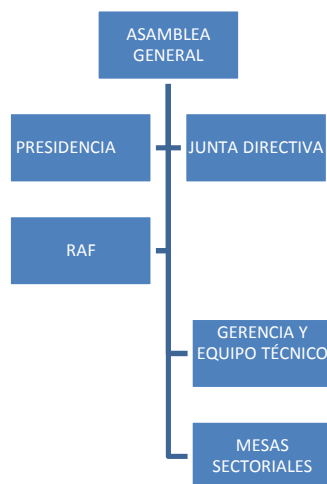 ASAMBLEA
GENERAL
PRESIDENCIA
JUNTA DIRECTIVA
RAF
GERENCIA Y
EQUIPO TÉCNICO
MESAS
SECTORIALES